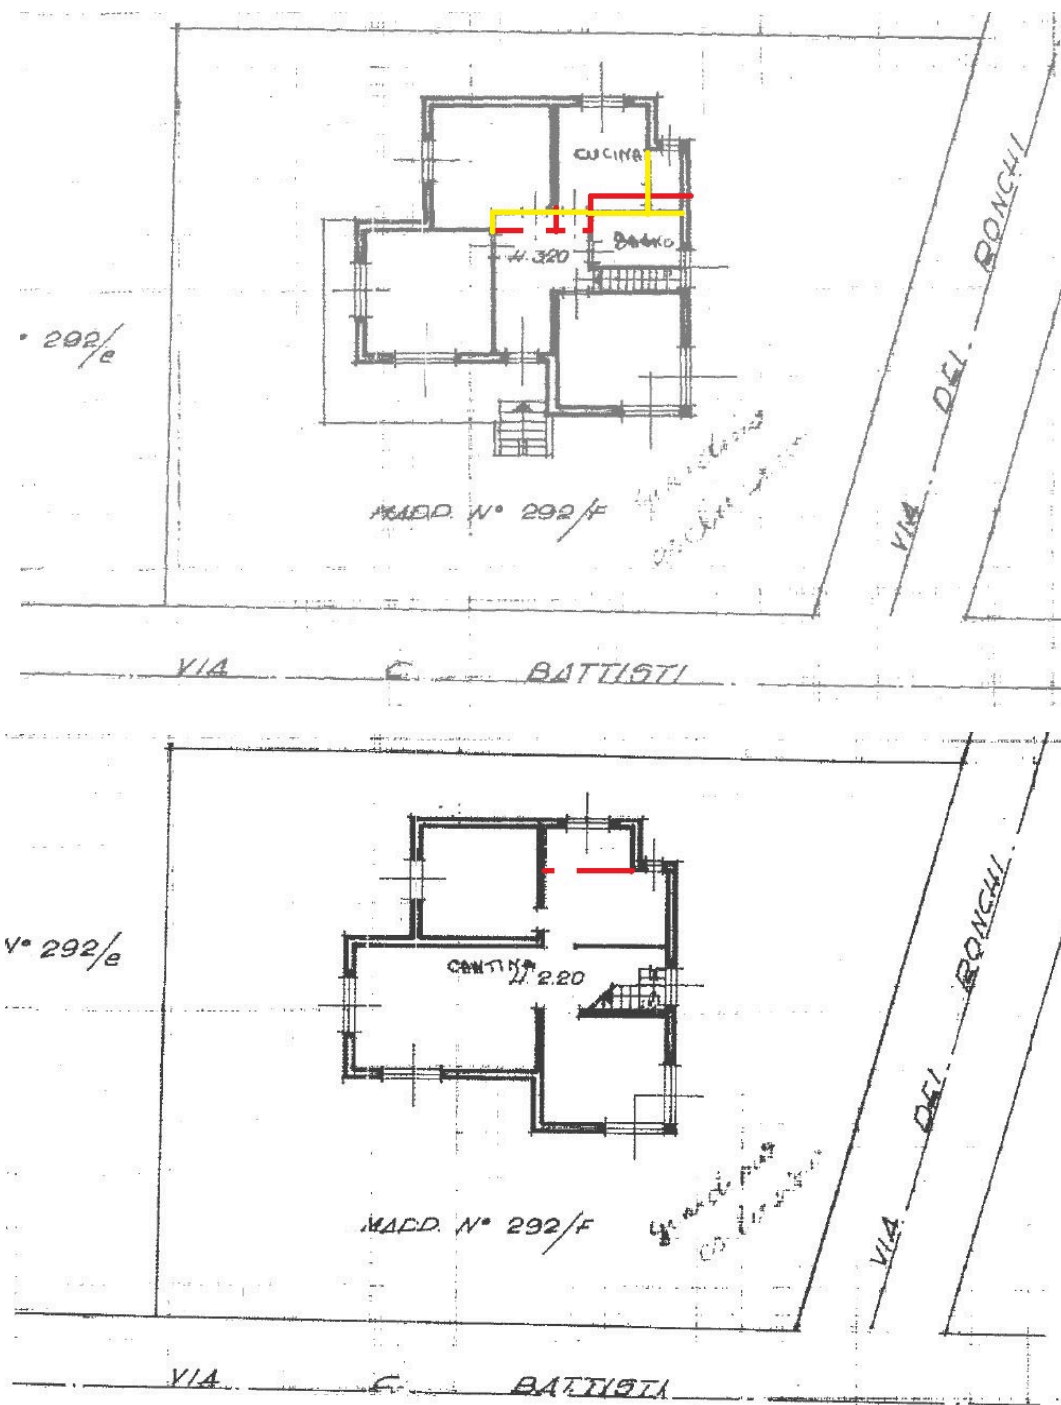 CUCINA
BAGNO
H. 320
N° 292/e
MAPP. N° 292/F
VIA DEI RONCHI
VIA C. BATTISTI
CANTINA
H 2.20
N° 292/e
MAPP. N° 292/F
VIA DEI RONCHI
VIA C. BATTISTI